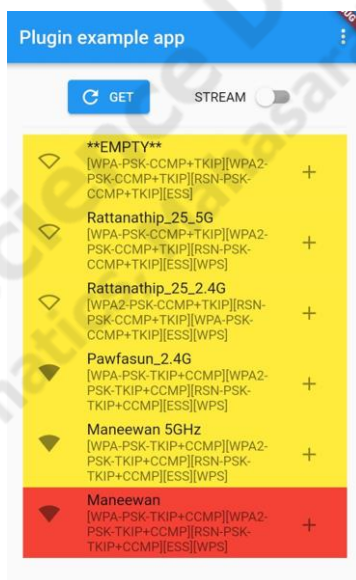 Plugin example app
GET
STREAM
**EMPTY**
[WPA-PSK-CCMP+TKIP][WPA2-
PSK-CCMP+TKIP][RSN-PSK-
CCMP+TKIP][ESS]
Rattanathip_25_5G
[WPA-PSK-CCMP+TKIP][WPA2-
PSK-CCMP+TKIP][RSN-PSK-
CCMP+TKIP][ESS][WPS]
Rattanathip_25_2.4G
[WPA2-PSK-CCMP+TKIP][RSN-
PSK-CCMP+TKIP][WPA-PSK-
CCMP+TKIP][ESS][WPS]
Pawfasun_2.4G
[WPA-PSK-TKIP+CCMP][WPA2-
PSK-TKIP+CCMP][RSN-PSK-
TKIP+CCMP][ESS][WPS]
Maneewan 5GHz
[WPA-PSK-TKIP+CCMP][WPA2-
PSK-TKIP+CCMP][RSN-PSK-
TKIP+CCMP][ESS][WPS]
Maneewan
[WPA-PSK-TKIP+CCMP][WPA2-
PSK-TKIP+CCMP][RSN-PSK-
TKIP+CCMP][ESS][WPS]